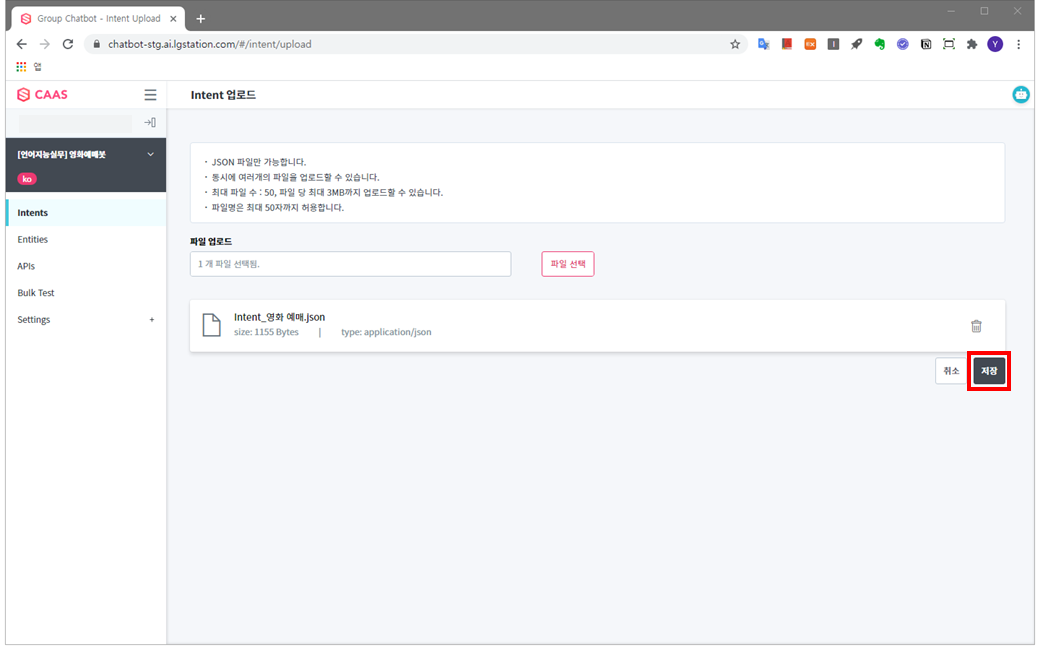 Group Chatbot - Intent Upload
chatbot-stg.ai.lgstation.com/#/intent/upload
Y
앱
CAAS
Intent 업로드
[언어지능실무] 영화예매봇
ko
Intents
Entities
APIs
Bulk Test
Settings +
· JSON 파일만 가능합니다.
· 동시에 여러개의 파일을 업로드할 수 있습니다.
· 최대 파일 수 : 50, 파일 당 최대 3MB까지 업로드할 수 있습니다.
· 파일명은 최대 50자까지 허용합니다.
파일 업로드
1 개 파일 선택됨.
파일 선택
Intent_영화 예매.json
size: 1155 Bytes | type: application/json
취소
저장